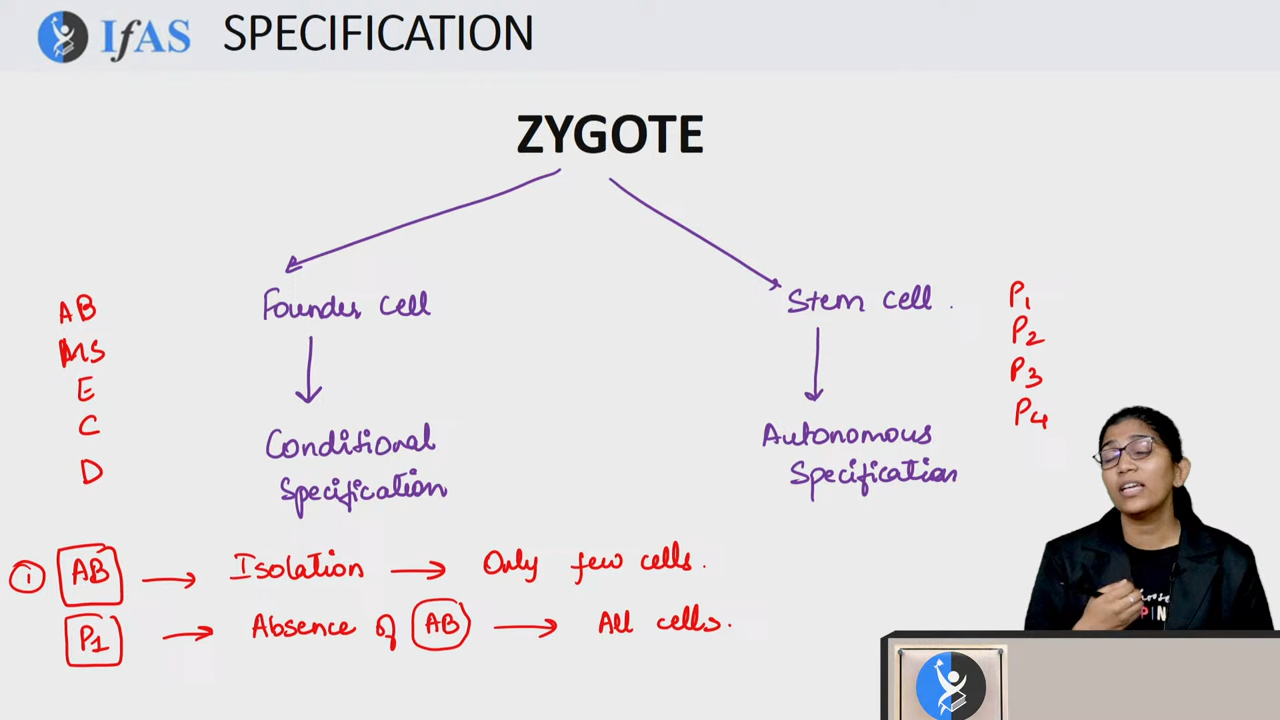 IfAS SPECIFICATION
ZYGOTE
Founder cell
Stem cell .
AB
MS
E
C
D
P1
P2
P3
P4
Conditional
Specification
Autonomous
Specification
1 AB → Isolation → Only few cells.
P1 → Absence of AB → All cells.